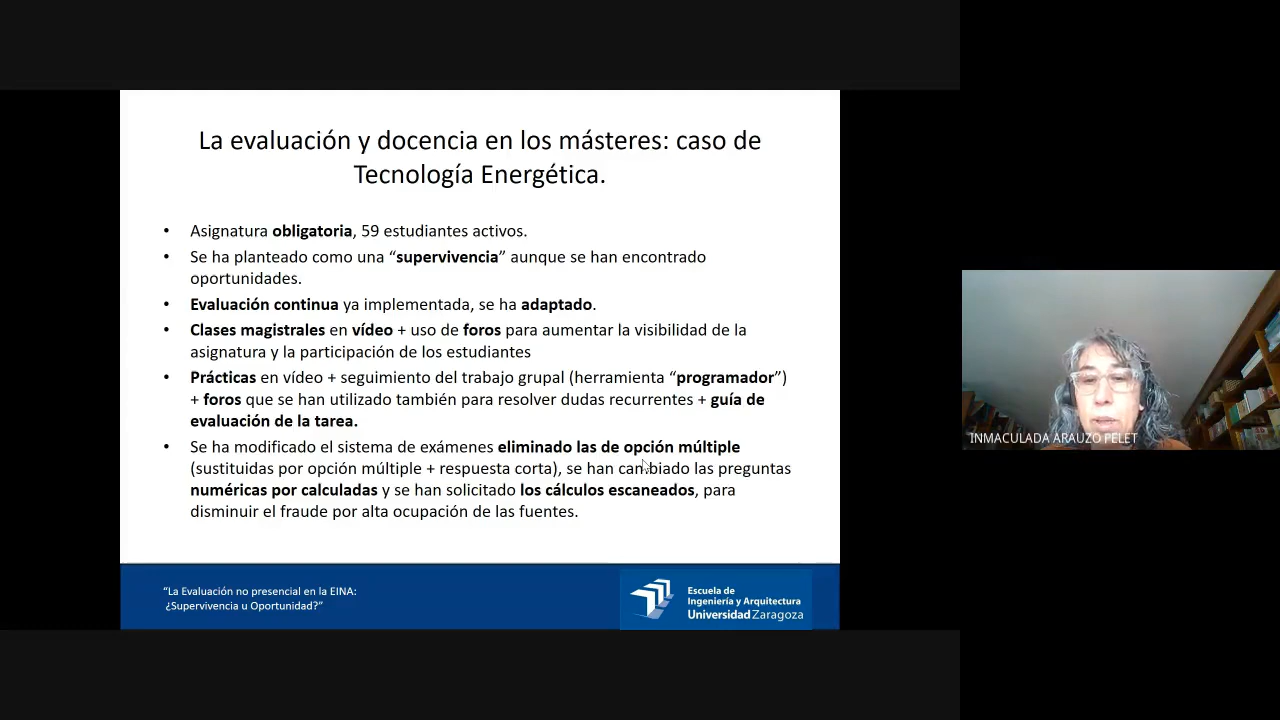 La evaluación y docencia en los másteres: caso de
Tecnología Energética.
• Asignatura obligatoria, 59 estudiantes activos.
• Se ha planteado como una “supervivencia” aunque se han encontrado
oportunidades.
• Evaluación continua ya implementada, se ha adaptado.
• Clases magistrales en vídeo + uso de foros para aumentar la visibilidad de la
asignatura y la participación de los estudiantes
• Prácticas en vídeo + seguimiento del trabajo grupal (herramienta “programador”)
+ foros que se han utilizado también para resolver dudas recurrentes + guía de
evaluación de la tarea.
• Se ha modificado el sistema de exámenes eliminado las de opción múltiple
(sustituidas por opción múltiple + respuesta corta), se han cambiado las preguntas
numéricas por calculadas y se han solicitado los cálculos escaneados, para
disminuir el fraude por alta ocupación de las fuentes.
“La Evaluación no presencial en la EINA:
¿Supervivencia u Oportunidad?”
Escuela de
Ingeniería y Arquitectura
Universidad Zaragoza
INMACULADA ARAUZO PELET